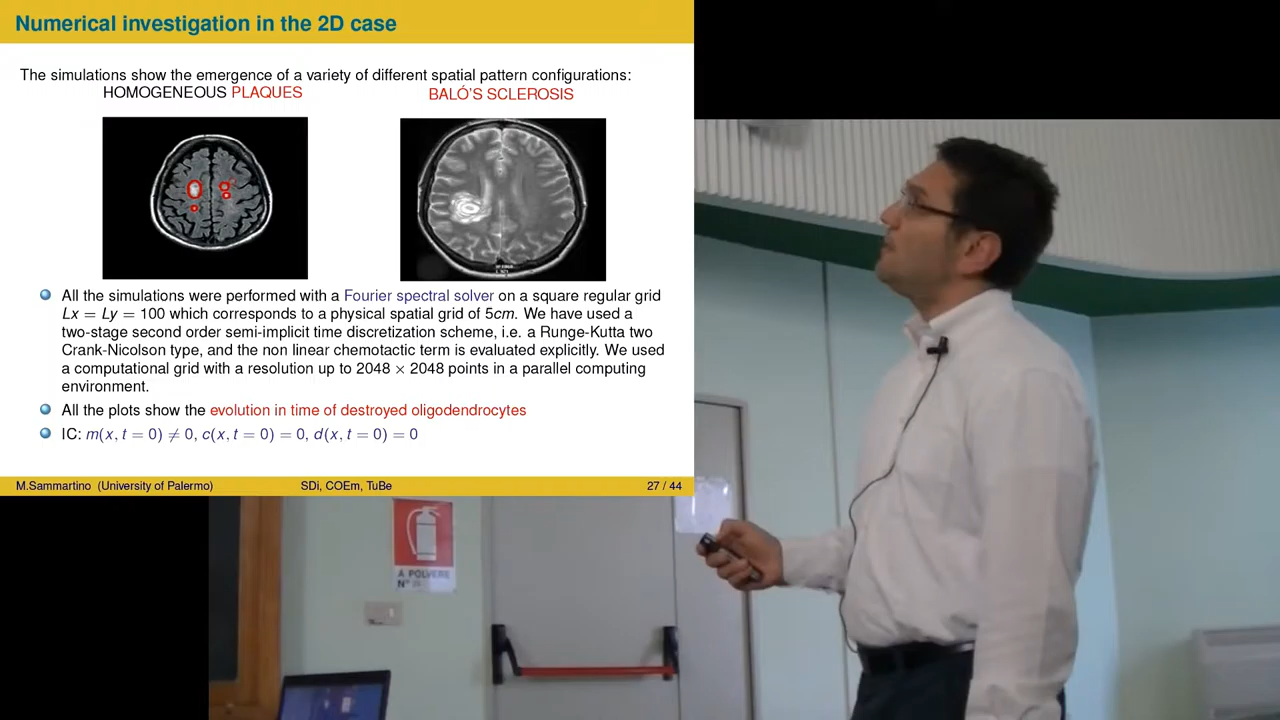 Numerical investigation in the 2D case
The simulations show the emergence of a variety of different spatial pattern configurations:
HOMOGENEOUS PLAQUES
BALÓ'S SCLEROSIS
All the simulations were performed with a Fourier spectral solver on a square regular grid
Lx = Ly = 100 which corresponds to a physical spatial grid of 5cm. We have used a
two-stage second order semi-implicit time discretization scheme, i.e. a Runge-Kutta two
Crank-Nicolson type, and the non linear chemotactic term is evaluated explicitly. We used
a computational grid with a resolution up to 2048 × 2048 points in a parallel computing
environment.
All the plots show the evolution in time of destroyed oligodendrocytes
IC: m(x, t = 0) ≠ 0, c(x, t = 0) = 0, d(x, t = 0) = 0
M.Sammartino (University of Palermo)
SDi, COEm, TuBe
27 / 44
A POLVERE
N°